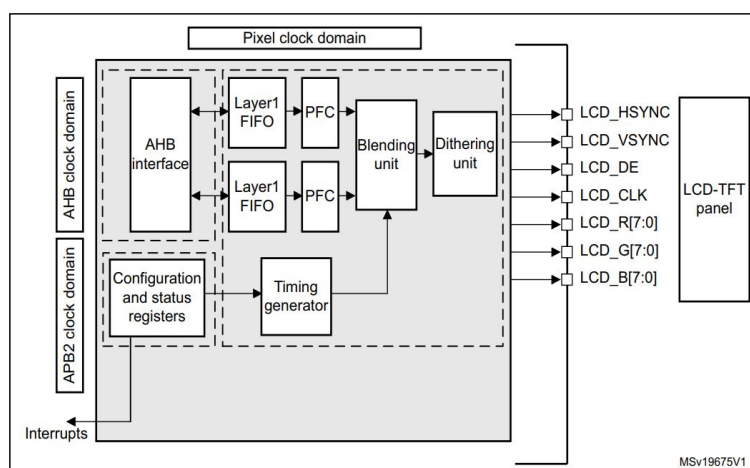 Pixel clock domain
AHB clock domain
AHB
interface
Layer1
FIFO
PFC
Layer1
FIFO
PFC
Blending
unit
Dithering
unit
LCD_HSYNC
LCD_VSYNC
LCD_DE
LCD_CLK
LCD_R[7:0]
LCD_G[7:0]
LCD_B[7:0]
LCD-TFT
panel
APB2 clock domain
Configuration
and status
registers
Timing
generator
Interrupts
MSv19675V1